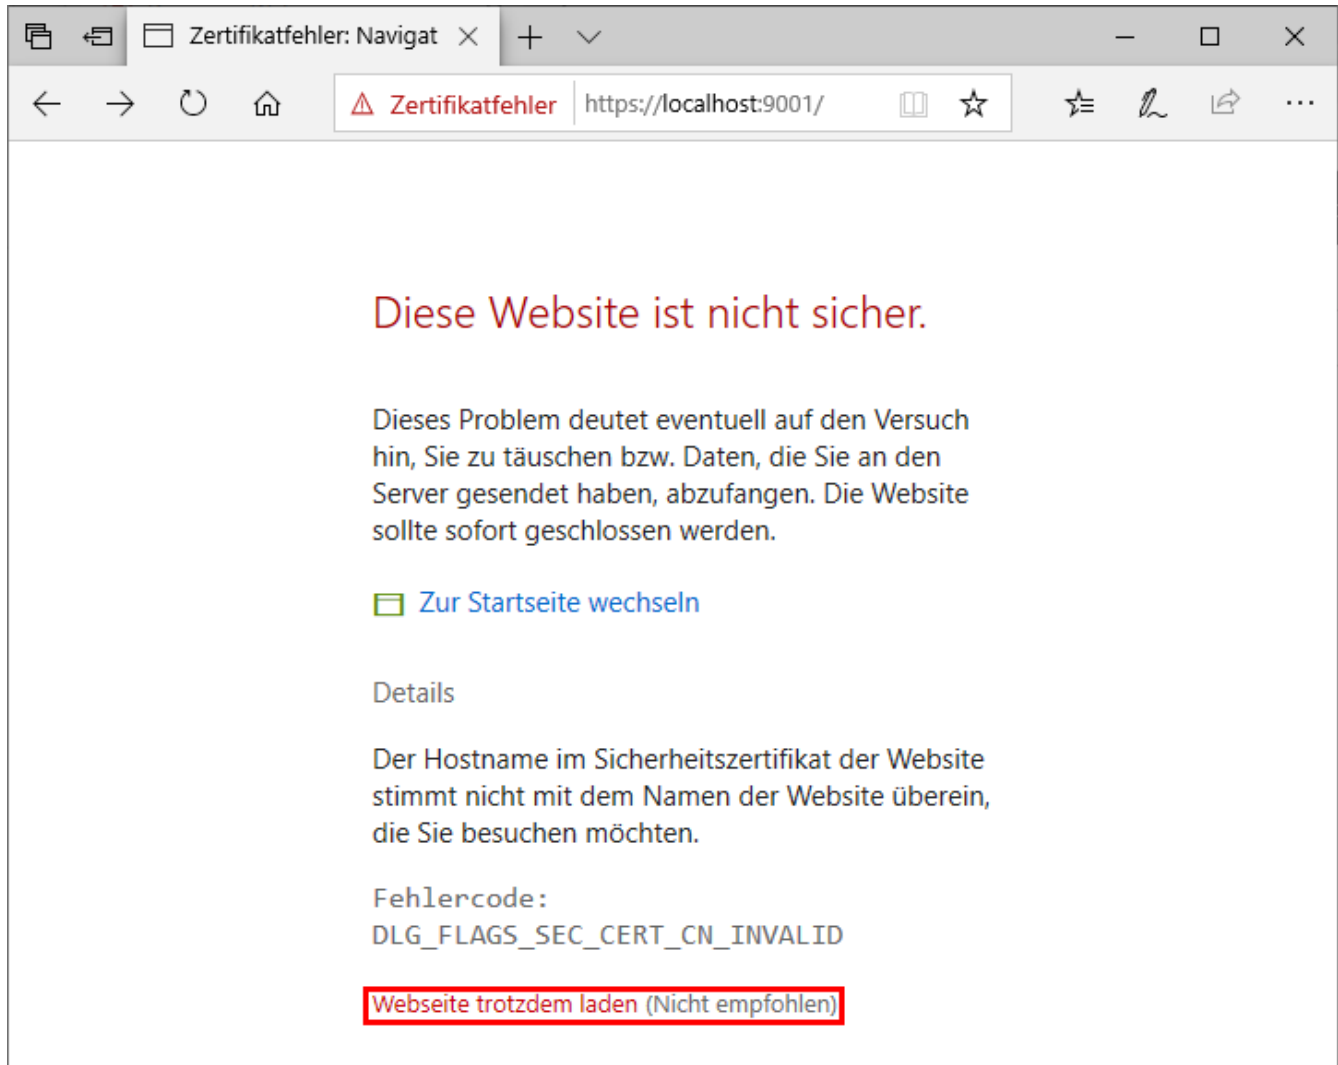 Zertifikatfehler: Navigat
Zertifikatfehler https://localhost:9001/
Diese Website ist nicht sicher.
Dieses Problem deutet eventuell auf den Versuch
hin, Sie zu täuschen bzw. Daten, die Sie an den
Server gesendet haben, abzufangen. Die Website
sollte sofort geschlossen werden.
Zur Startseite wechseln
Details
Der Hostname im Sicherheitszertifikat der Website
stimmt nicht mit dem Namen der Website überein,
die Sie besuchen möchten.
Fehlercode:
DLG_FLAGS_SEC_CERT_CN_INVALID
Webseite trotzdem laden (Nicht empfohlen)